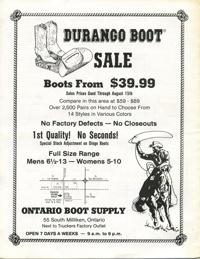 DURANGO BOOT
SALE
Boots From $39.99
Sales Prices Good Through August 15th
Compare in this area at $59 - $89
Over 2,500 Pairs on Hand to Choose From
14 Styles in Various Colors
No Factory Defects — No Closeouts
1st Quality! No Seconds!
Special Stock Adjustment on Dingo Boots
Full Size Range
Mens 6½-13 — Womens 5-10
ONTARIO BOOT SUPPLY
55 South Milliken, Ontario
Next to Truckers Factory Outlet
OPEN 7 DAYS A WEEK — 9 a.m. to 9 p.m.